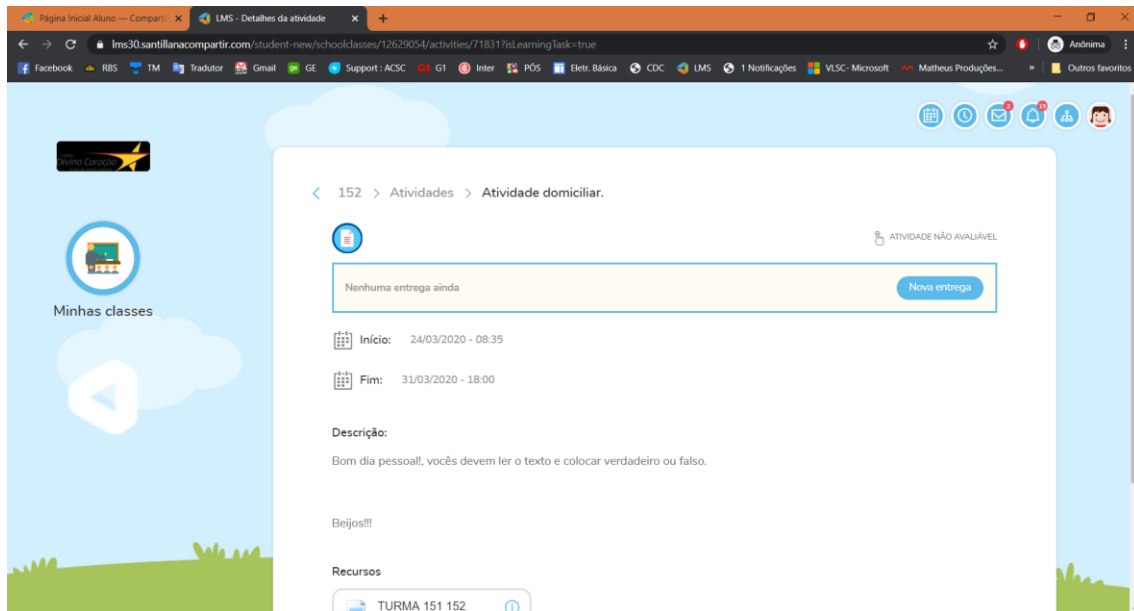 Página Inicial Aluno — Comparti
LMS - Detalhes da atividade
lms30.santillanacompartir.com/student-new/schoolclasses/12629054/activities/71831?isLearningTask=true
Anônima
Facebook RBS TM Tradutor Gmail GE Support : ACSC G1 Inter PÓS Eletr. Básica CDC LMS 1 Notificações VLSC- Microsoft Matheus Produções... » Outros favoritos
2 15
Divino Coração
152 > Atividades > Atividade domiciliar.
ATIVIDADE NÃO AVALIÁVEL
Nenhuma entrega ainda
Nova entrega
Minhas classes
Início: 24/03/2020 - 08:35
Fim: 31/03/2020 - 18:00
Descrição:
Bom dia pessoal!, vocês devem ler o texto e colocar verdadeiro ou falso.
Beijos!!!
Recursos
TURMA 151 152